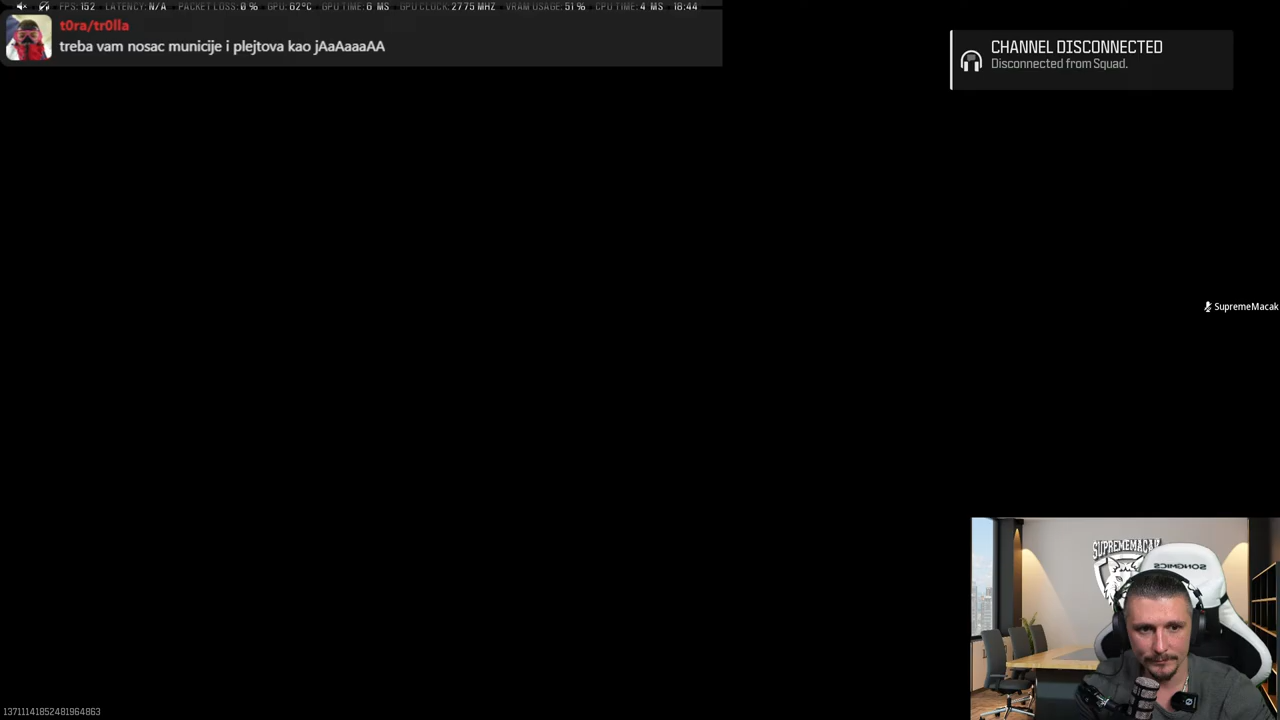 FPS: 152 LATENCY: N/A PACKET LOSS: 0 % GPU: 62°C GPU TIME: 6 MS GPU CLOCK: 2775 MHZ VRAM USAGE: 51 % CPU TIME: 4 MS 18:44
t0ra/tr0lla
treba vam nosac municije i plejtova kao jAaAaaaAA
CHANNEL DISCONNECTED
Disconnected from Squad.
SupremeMacak
SUPREMEMACAK
SONGMICS
13711141852481964863